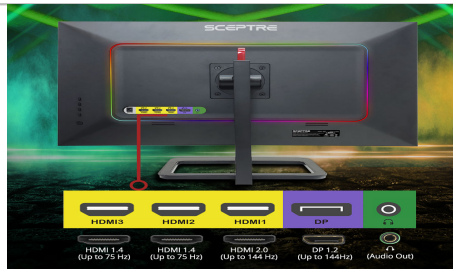 SCEPTRE
HDMI3 HDMI2 HDMI1 DP
HDMI 1.4 HDMI 1.4 HDMI 2.0 DP 1.2
(Up to 75 Hz) (Up to 75 Hz) (Up to 144 Hz) (Up to 144Hz) (Audio Out)